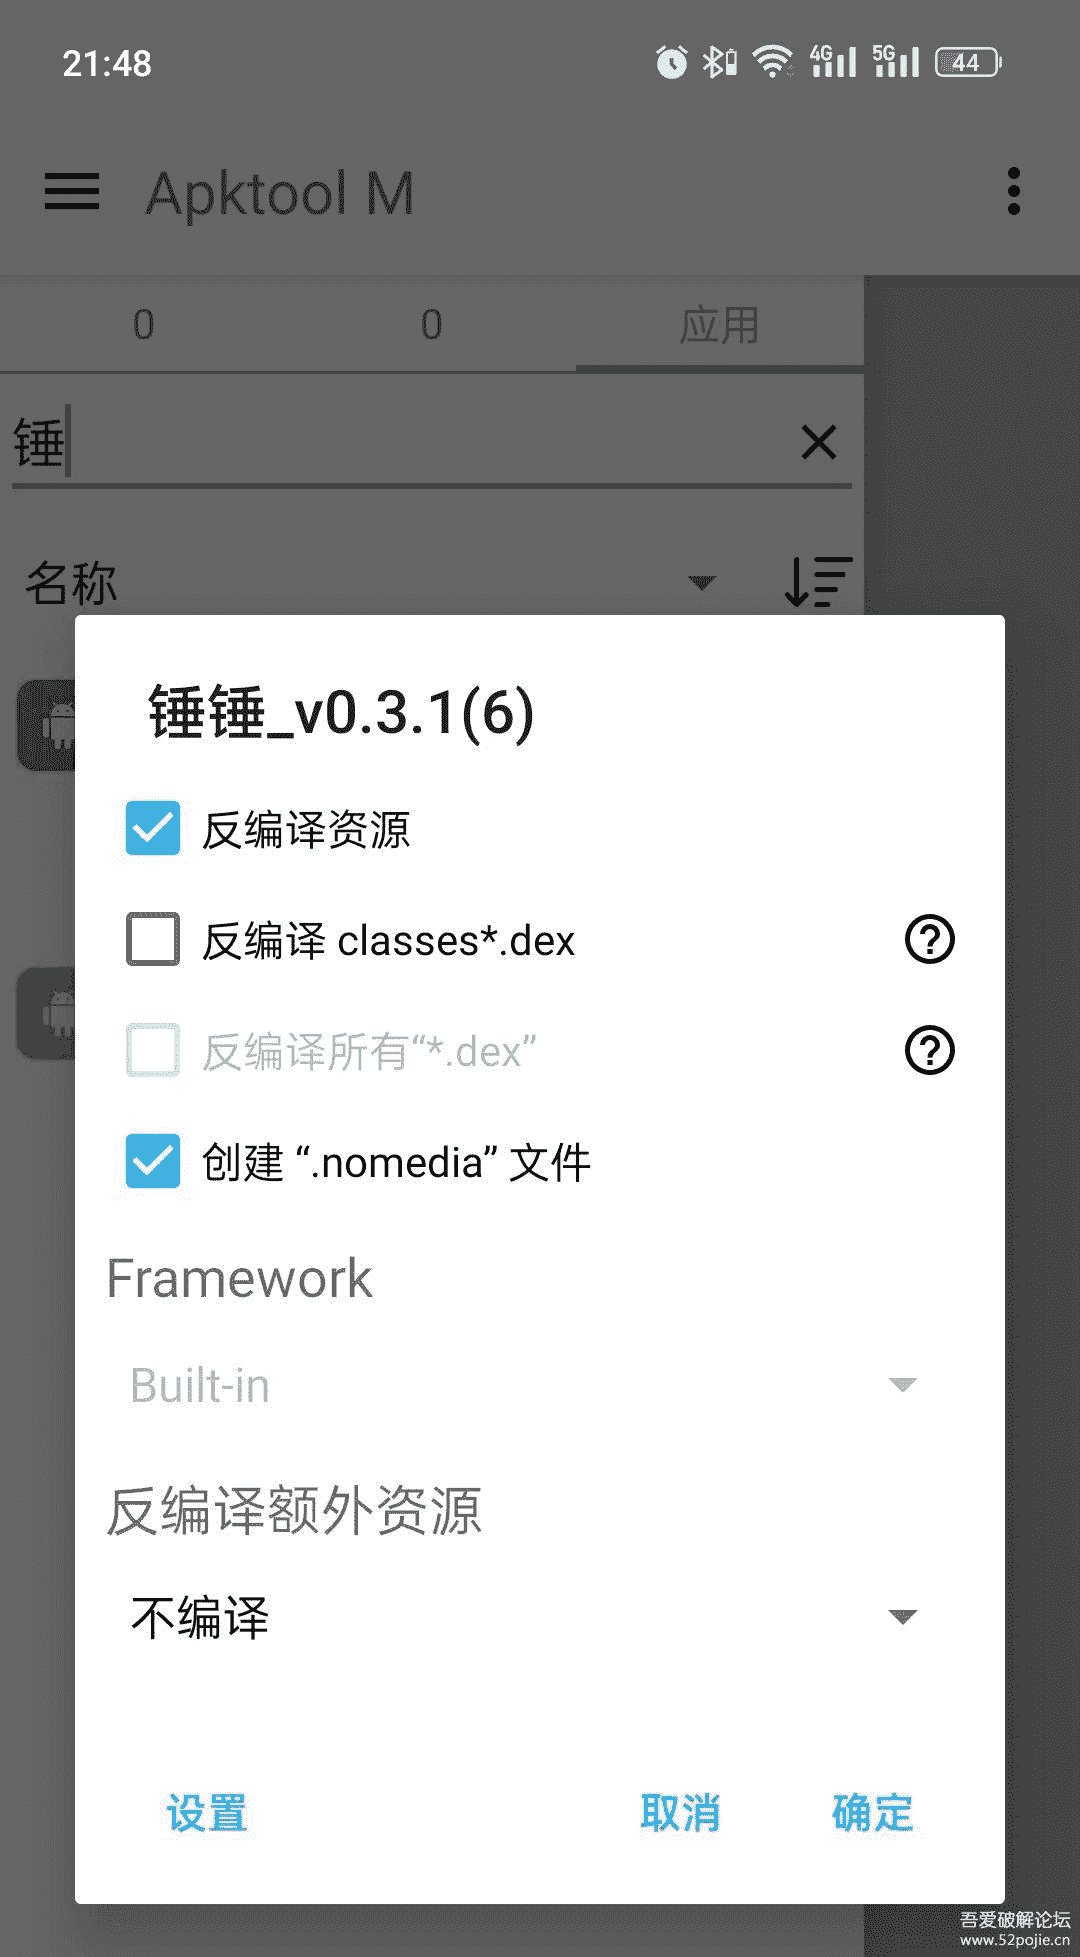 21:48
4G
5G
44
Apktool M
0
0
应用
锤
名称
锤锤_v0.3.1(6)
反编译资源
反编译 classes*.dex
反编译所有“*.dex”
创建 “.nomedia” 文件
Framework
Built-in
反编译额外资源
不编译
设置
取消
确定
吾爱破解论坛
www.52pojie.cn